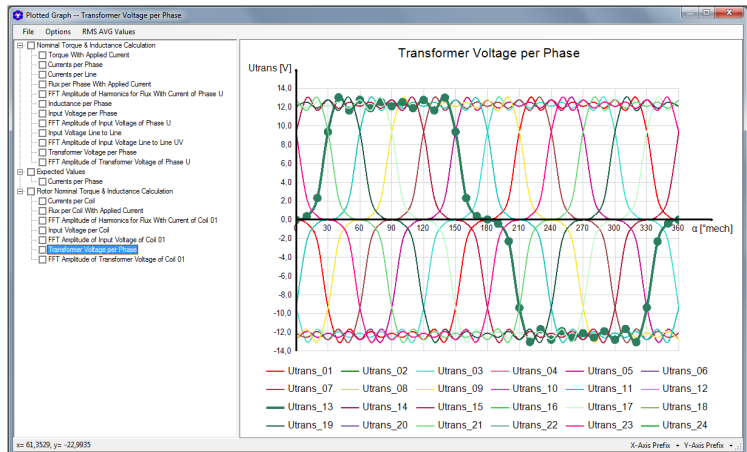 Plotted Graph -- Transformer Voltage per Phase
File Options RMS AVG Values
Nominal Torque & Inductance Calculation
Torque With Applied Current
Currents per Phase
Currents per Line
Flux per Phase With Applied Current
FFT Amplitude of Harmonics for Flux With Current of Phase U
Inductance per Phase
Input Voltage per Phase
FFT Amplitude of Input Voltage of Phase U
Input Voltage Line to Line
FFT Amplitude of Input Voltage Line to Line UV
Transformer Voltage per Phase
FFT Amplitude of Transformer Voltage of Phase U
Expected Values
Currents per Phase
Rotor Nominal Torque & Inductance Calculation
Currents per Coil
Flux per Coil With Applied Current
FFT Amplitude of Harmonics for Flux With Current of Coil 01
Input Voltage per Coil
FFT Amplitude of Input Voltage of Coil 01
Transformer Voltage per Phase
FFT Amplitude of Transformer Voltage of Coil 01
Transformer Voltage per Phase
Utrans [V]
14,0
12,0
10,0
8,0
6,0
4,0
2,0
0,0
-2,0
-4,0
-6,0
-8,0
-10,0
-12,0
-14,0
0 30 60 90 120 150 180 210 240 270 300 330 360
α [°mech]
Utrans_01 Utrans_02 Utrans_03 Utrans_04 Utrans_05 Utrans_06
Utrans_07 Utrans_08 Utrans_09 Utrans_10 Utrans_11 Utrans_12
Utrans_13 Utrans_14 Utrans_15 Utrans_16 Utrans_17 Utrans_18
Utrans_19 Utrans_20 Utrans_21 Utrans_22 Utrans_23 Utrans_24
x= 61,3529, y= -22,9935 X-Axis Prefix Y-Axis Prefix